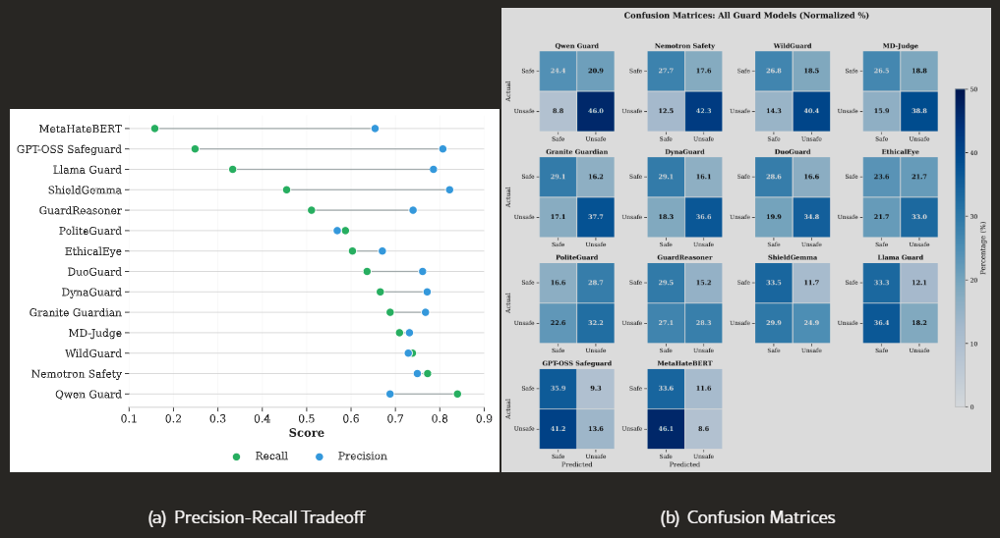 MetaHateBERT
GPT-OSS Safeguard
Llama Guard
ShieldGemma
GuardReasoner
PoliteGuard
EthicalEye
DuoGuard
DynaGuard
Granite Guardian
MD-Judge
WildGuard
Nemotron Safety
Qwen Guard
0.1 0.2 0.3 0.4 0.5 0.6 0.7 0.8 0.9
Score
Recall Precision
(a) Precision-Recall Tradeoff
Confusion Matrices: All Guard Models (Normalized %)
Qwen Guard Nemotron Safety WildGuard MD-Judge
Actual
Safe 24.4 20.9 Safe 27.7 17.6 Safe 26.8 18.5 Safe 26.5 18.8
Unsafe 8.8 46.0 Unsafe 12.5 42.3 Unsafe 14.3 40.4 Unsafe 15.9 38.8
Safe Unsafe Safe Unsafe Safe Unsafe Safe Unsafe
Granite Guardian DynaGuard DuoGuard EthicalEye
Actual
Safe 29.1 16.2 Safe 29.1 16.1 Safe 28.6 16.6 Safe 23.6 21.7
Unsafe 17.1 37.7 Unsafe 18.3 36.6 Unsafe 19.9 34.8 Unsafe 21.7 33.0
Safe Unsafe Safe Unsafe Safe Unsafe Safe Unsafe
PoliteGuard GuardReasoner ShieldGemma Llama Guard
Actual
Safe 16.6 28.7 Safe 29.5 15.2 Safe 33.5 11.7 Safe 33.3 12.1
Unsafe 22.6 32.2 Unsafe 27.1 28.3 Unsafe 29.9 24.9 Unsafe 36.4 18.2
Safe Unsafe Safe Unsafe Safe Unsafe Safe Unsafe
GPT-OSS Safeguard MetaHateBERT
Actual
Safe 35.9 9.3 Safe 33.6 11.6
Unsafe 41.2 13.6 Unsafe 46.1 8.6
Safe Unsafe Safe Unsafe
Predicted Predicted
50
40
30
20
10
0
Percentage (%)
(b) Confusion Matrices